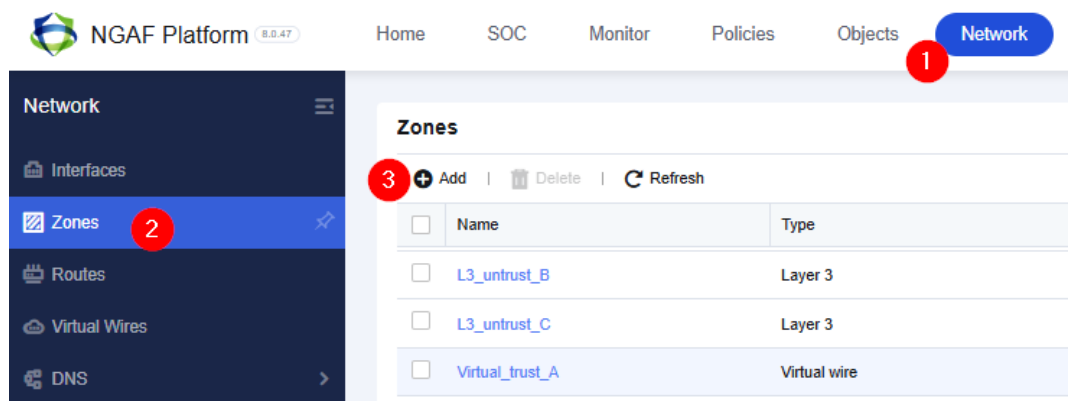 NGAF Platform 8.0.47 Home SOC Monitor Policies Objects Network
1
Network
Zones
Interfaces
3 Add | Delete | Refresh
Zones 2
Name Type
Routes
L3_untrust_B Layer 3
Virtual Wires
L3_untrust_C Layer 3
DNS
Virtual_trust_A Virtual wire